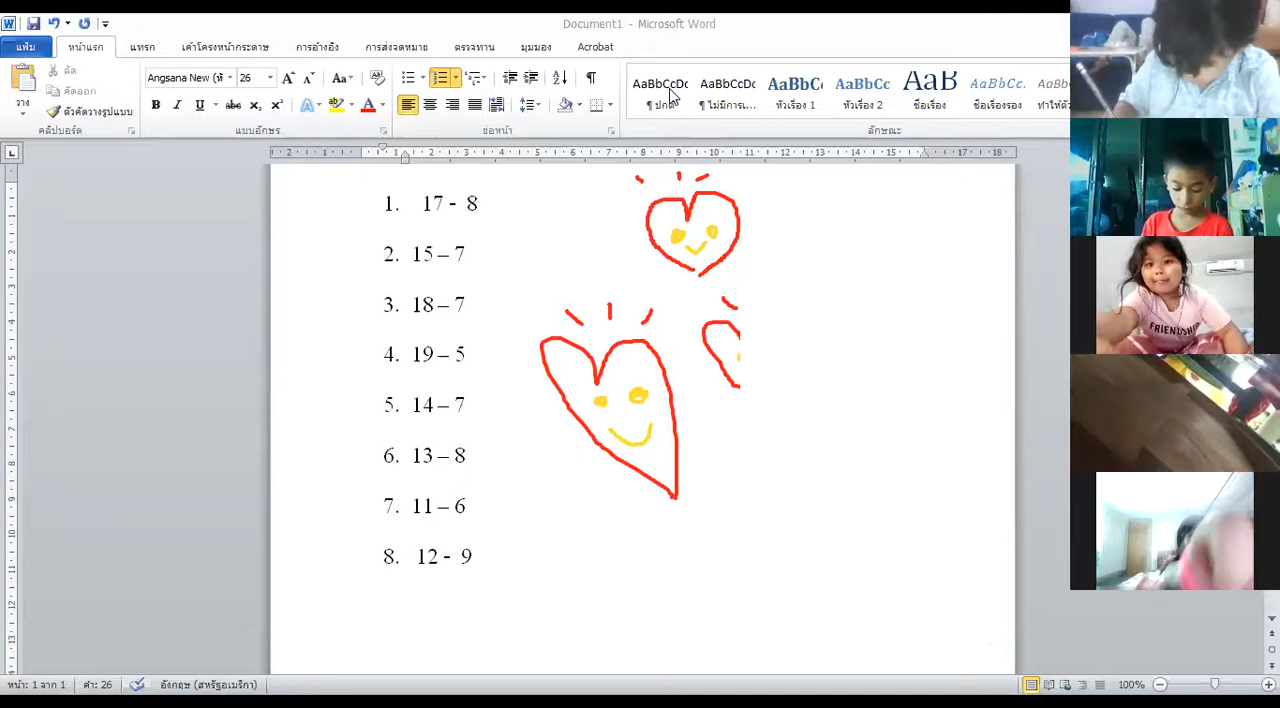 Document1 - Microsoft Word
แฟ้ม หน้าแรก แทรก เค้าโครงหน้ากระดาษ การอ้างอิง การส่งจดหมาย ตรวจทาน มุมมอง Acrobat
ตัด
คัดลอก
ตัวคัดวางรูปแบบ
วาง
คลิปบอร์ด
Angsana New (หั 26
แบบอักษร
ย่อหน้า
AaBbCcDc AaBbCcDc AaBbC AaBbCc AaB AaBbCc.
¶ ปกติ ¶ ไม่มีการเ... หัวเรื่อง 1 หัวเรื่อง 2 ชื่อเรื่อง ชื่อเรื่องรอง ทำให้ตั
ลักษณะ
1. 17 - 8
2. 15 – 7
3. 18 – 7
4. 19 – 5
5. 14 – 7
6. 13 – 8
7. 11 – 6
8. 12 - 9
FRIENDSHIP
หน้า: 1 จาก 1 คำ: 26 อังกฤษ (สหรัฐอเมริกา) 100%